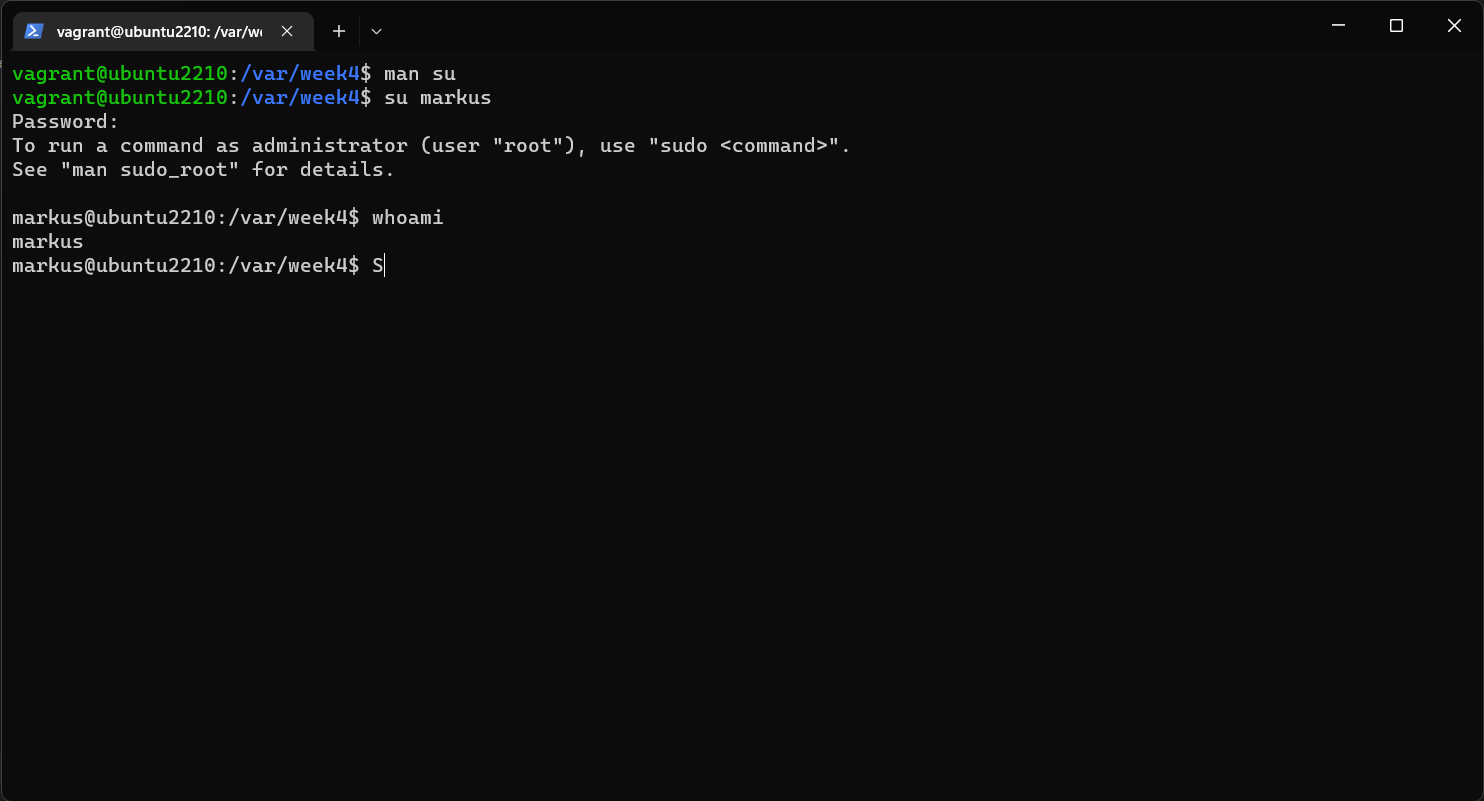 vagrant@ubuntu2210: /var/we
vagrant@ubuntu2210:/var/week4$ man su
vagrant@ubuntu2210:/var/week4$ su markus
Password:
To run a command as administrator (user "root"), use "sudo <command>".
See "man sudo_root" for details.
markus@ubuntu2210:/var/week4$ whoami
markus
markus@ubuntu2210:/var/week4$ S